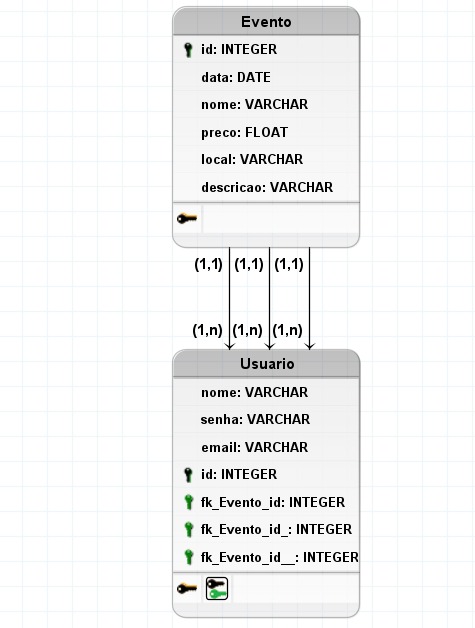 Evento
id: INTEGER
data: DATE
nome: VARCHAR
preco: FLOAT
local: VARCHAR
descricao: VARCHAR
(1,1) (1,1) (1,1)
(1,n) (1,n) (1,n)
Usuario
nome: VARCHAR
senha: VARCHAR
email: VARCHAR
id: INTEGER
fk_Evento_id: INTEGER
fk_Evento_id_: INTEGER
fk_Evento_id__: INTEGER